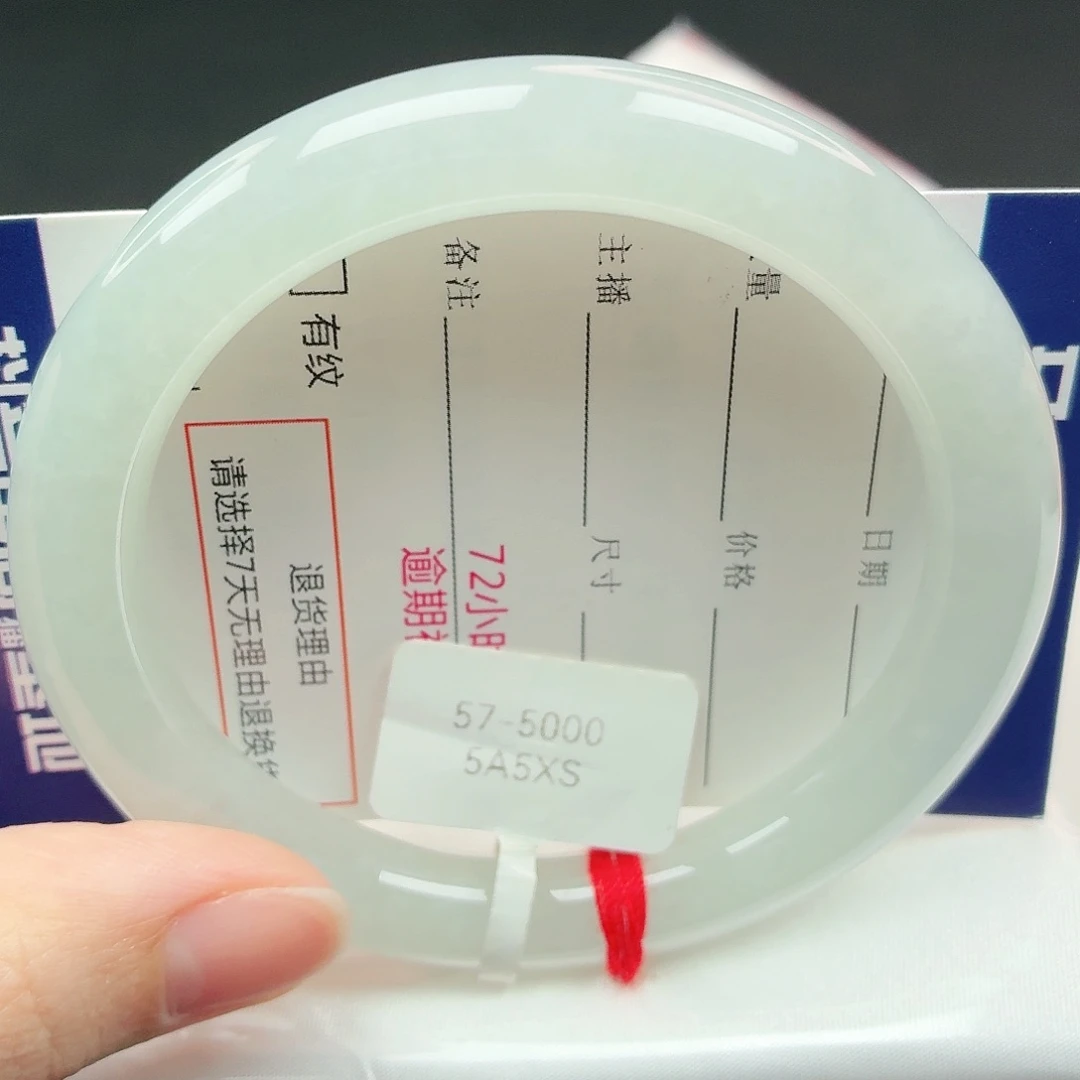 日期
量 价格
主播 尺寸
备注
72小
逾期
有纹
退货理由
请选择7天无理由退换
57-5000
5A5XS